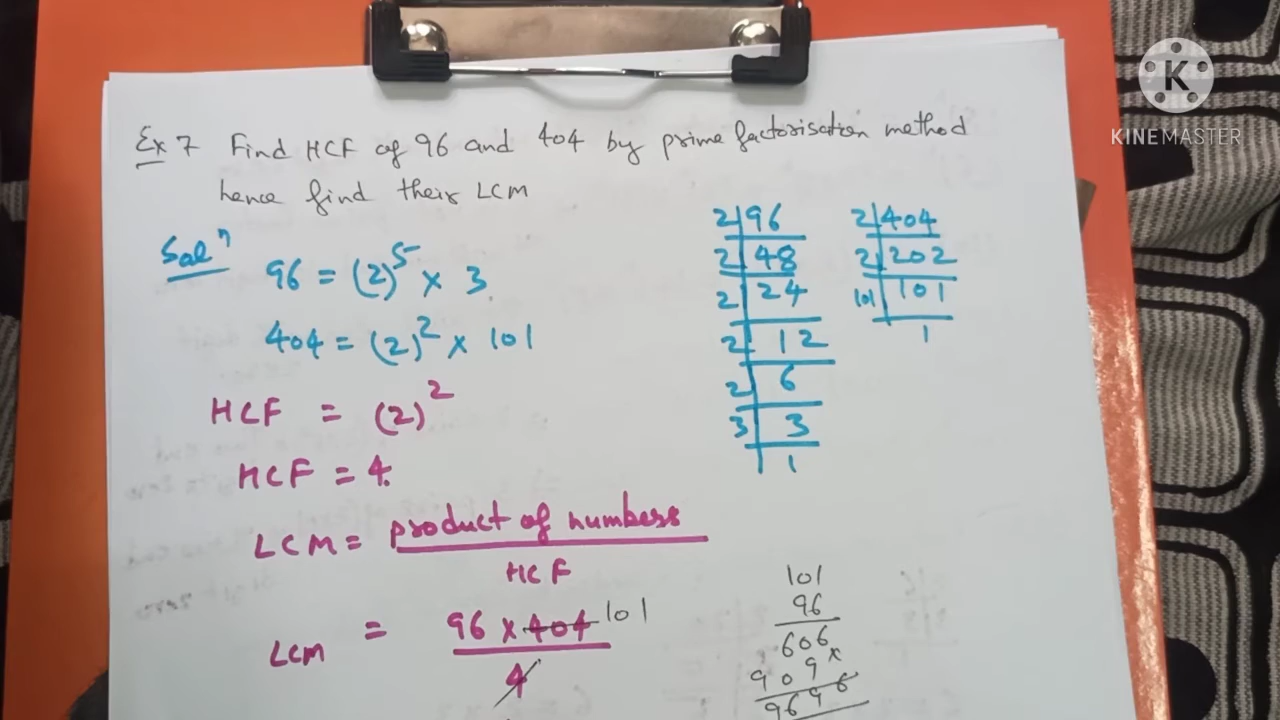 Ex 7 Find HCF of 96 and 404 by prime factorisation method
hence find their LCM
Solⁿ
96 = (2)⁵ × 3
404 = (2)² × 101
HCF = (2)²
HCF = 4.
LCM = product of numbers
HCF
LCM = 96 × 404 101
4
2 96
2 48
2 24
2 12
2 6
3 3
1
2 404
2 202
101 101
1
101
96
606
909×
9696
K
KINEMASTER